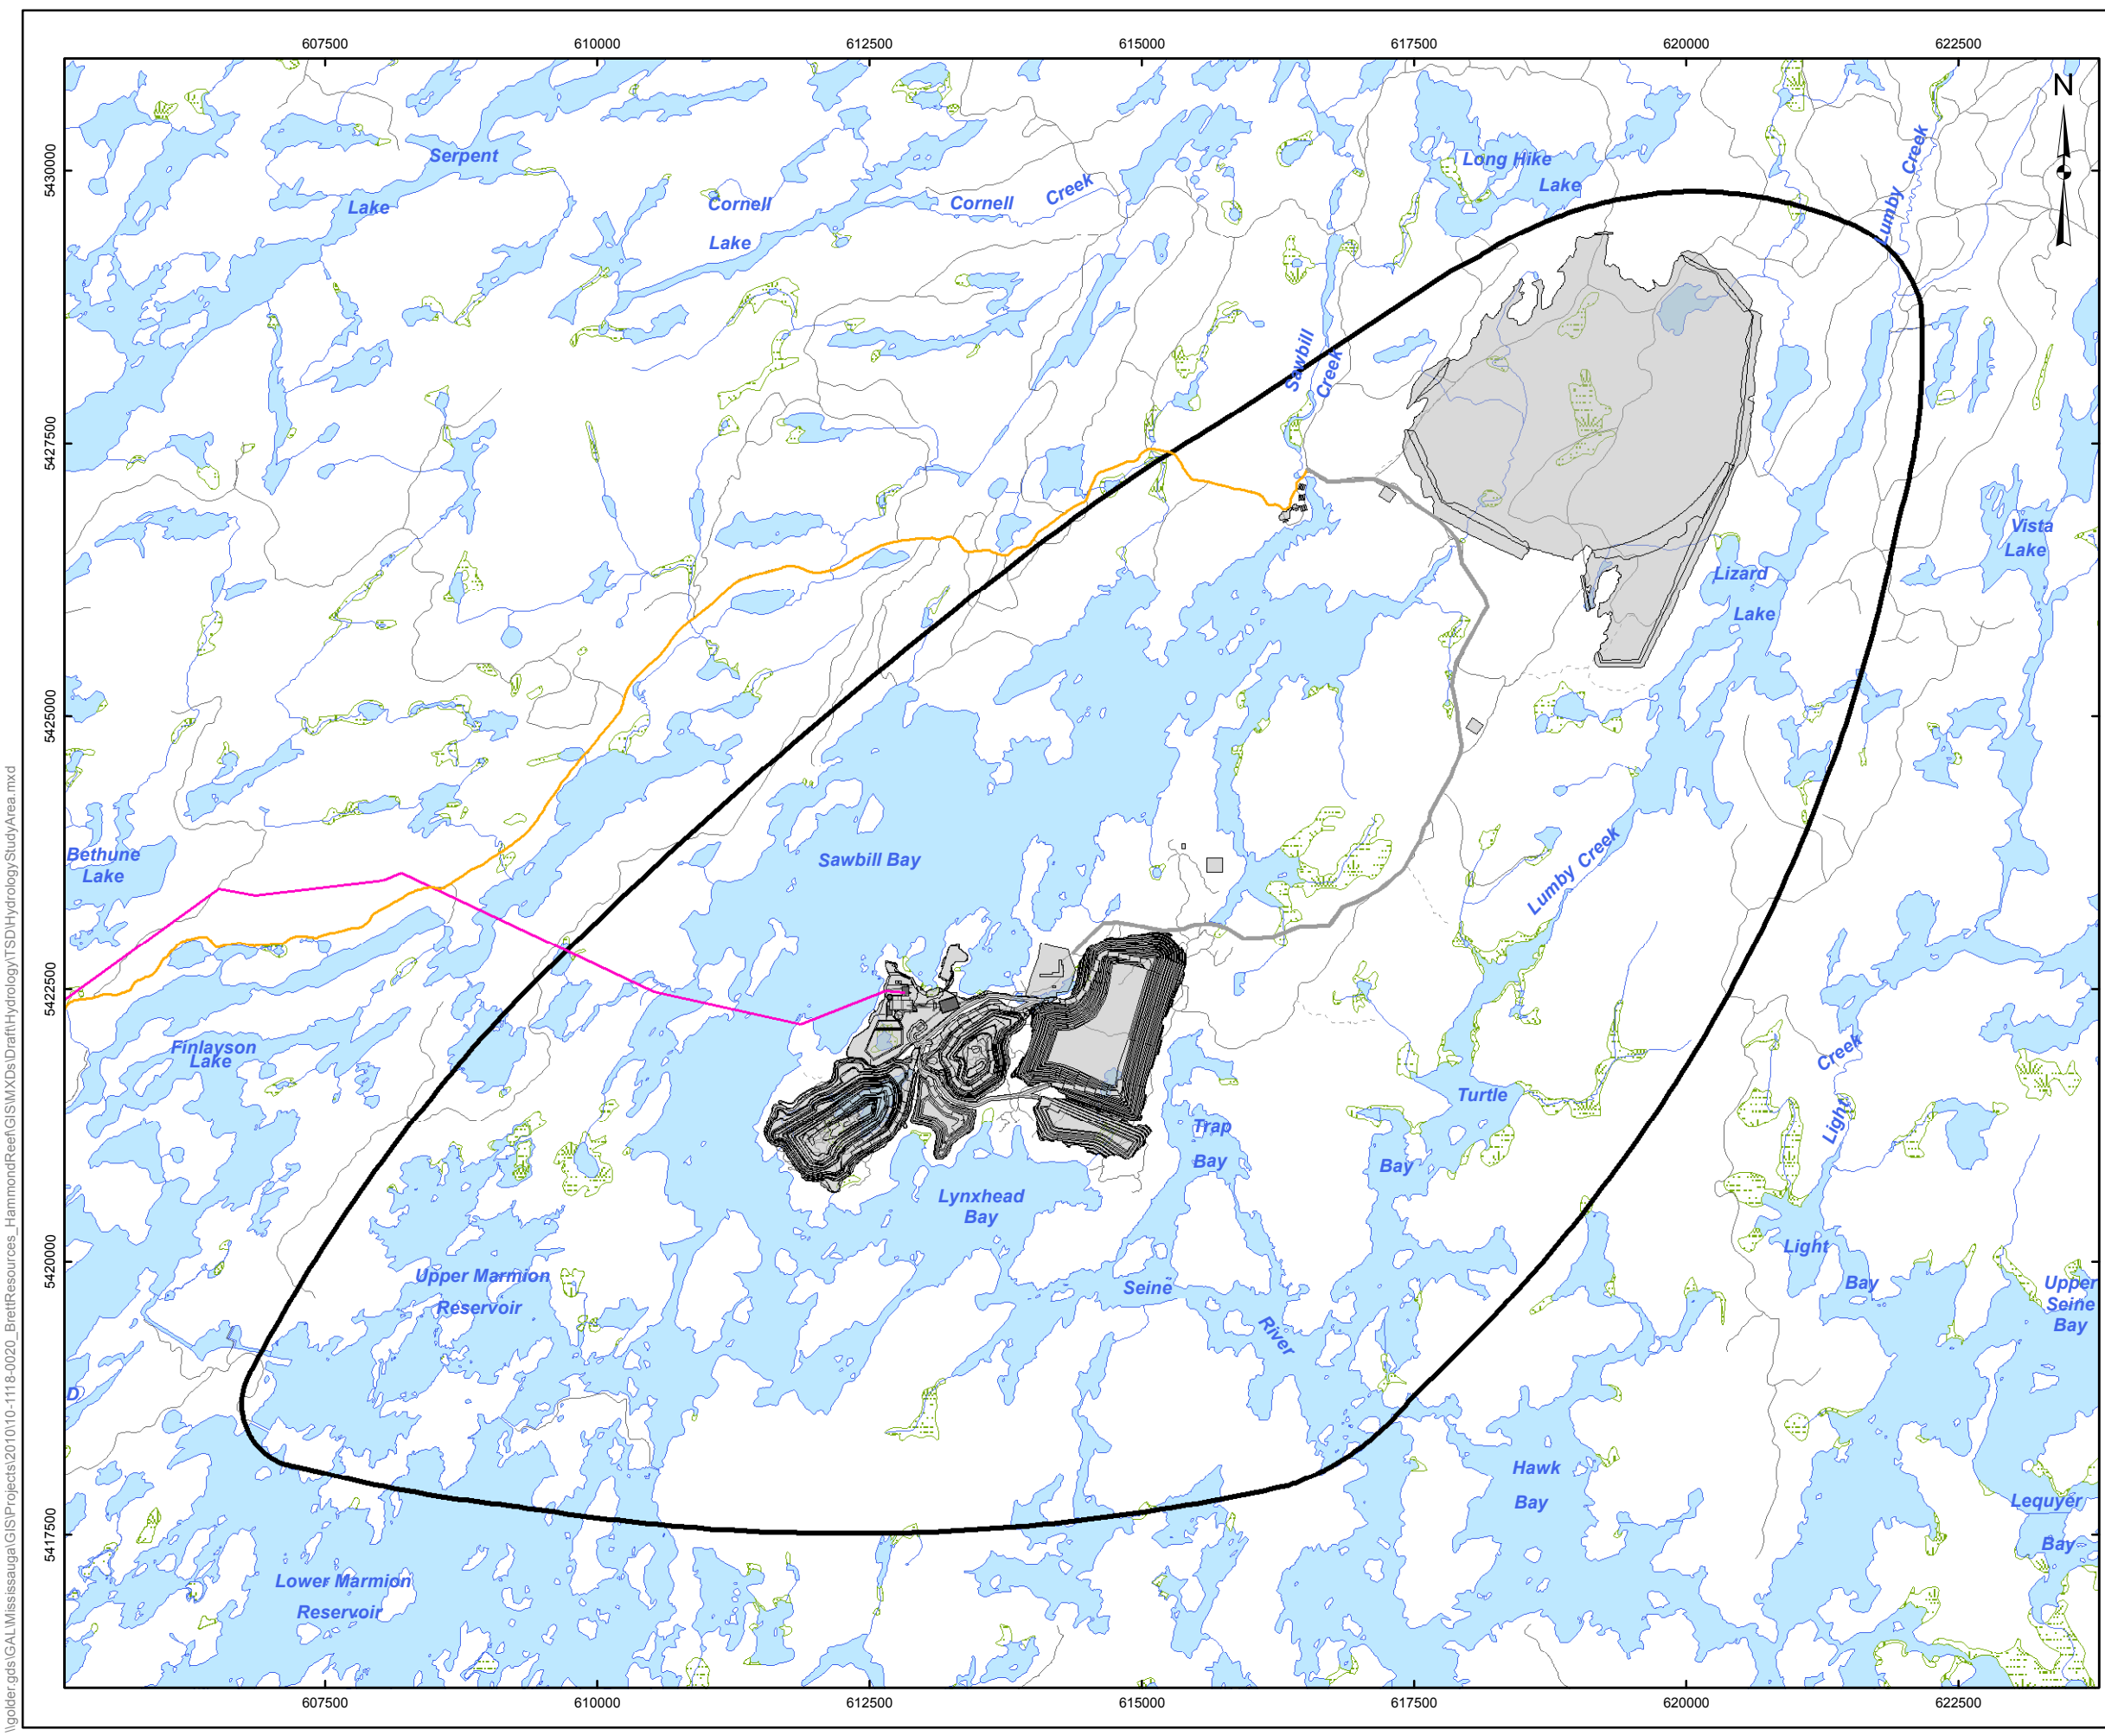 607500 610000 612500 615000 617500 620000 622500
N
5430000
5427500
5425000
5422500
5420000
5417500
Serpent
Lake
Cornell
Lake
Cornell Creek
Long Hike
Lake
Lumby Creek
Sawbill
Creek
Vista
Lake
Lizard
Lake
Bethune
Lake
Sawbill Bay
Lumby Creek
Finlayson
Lake
Light Creek
Turtle
Bay
Trap
Bay
Lynxhead
Bay
Upper Marmion
Reservoir
Seine
River
Light
Bay
Upper
Seine
Bay
D
Hawk
Bay
Lequyer
Bay
Lower Marmion
Reservoir
607500 610000 612500 615000 617500 620000 622500
\\golder.gds\GAL\Mississauga\GIS\Projects\2010\10-1118-0020_BrettResources_HammondReef\GIS\MXDs\Draft\Hydrology\TSD\HydrologyStudyArea.mxd